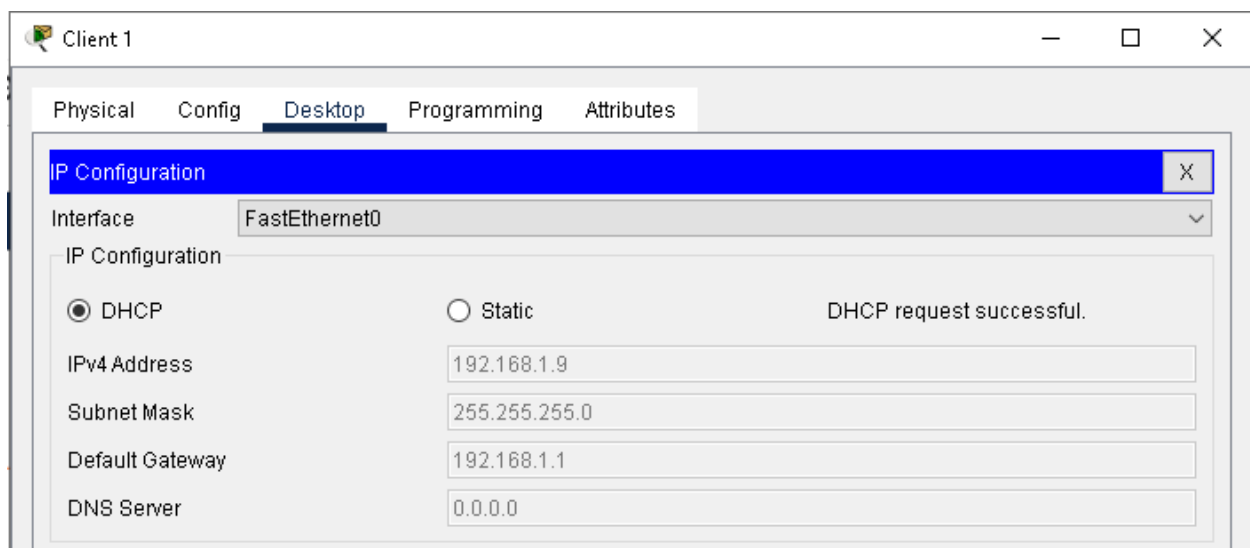 Client 1
Physical Config Desktop Programming Attributes
IP Configuration X
Interface FastEthernet0
IP Configuration
DHCP Static DHCP request successful.
IPv4 Address 192.168.1.9
Subnet Mask 255.255.255.0
Default Gateway 192.168.1.1
DNS Server 0.0.0.0